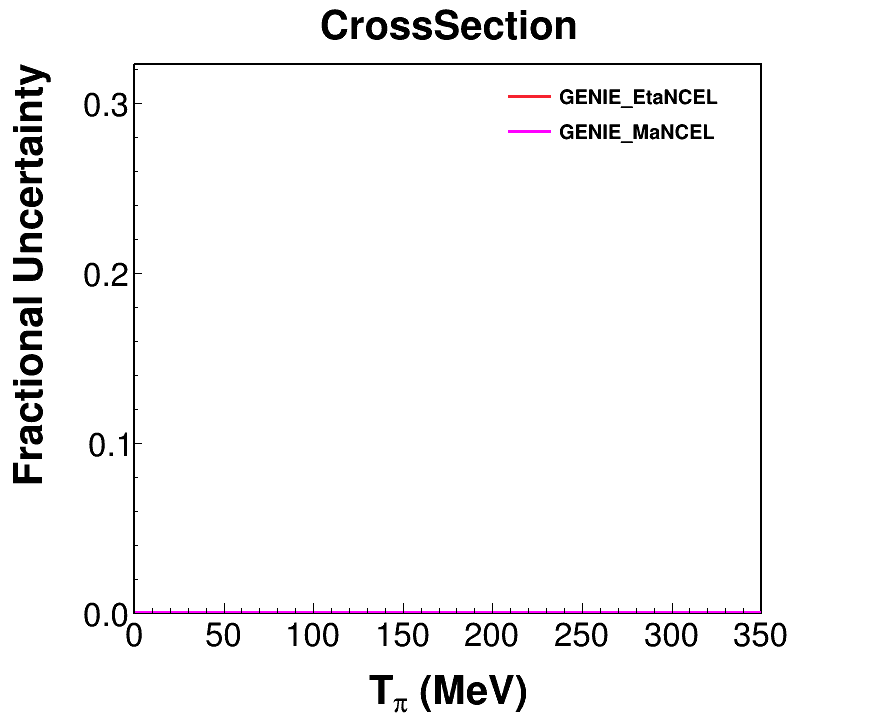 CrossSection
Fractional Uncertainty
0.3
0.2
0.1
0.0
GENIE_EtaNCEL
GENIE_MaNCEL
0 50 100 150 200 250 300 350
Tπ (MeV)